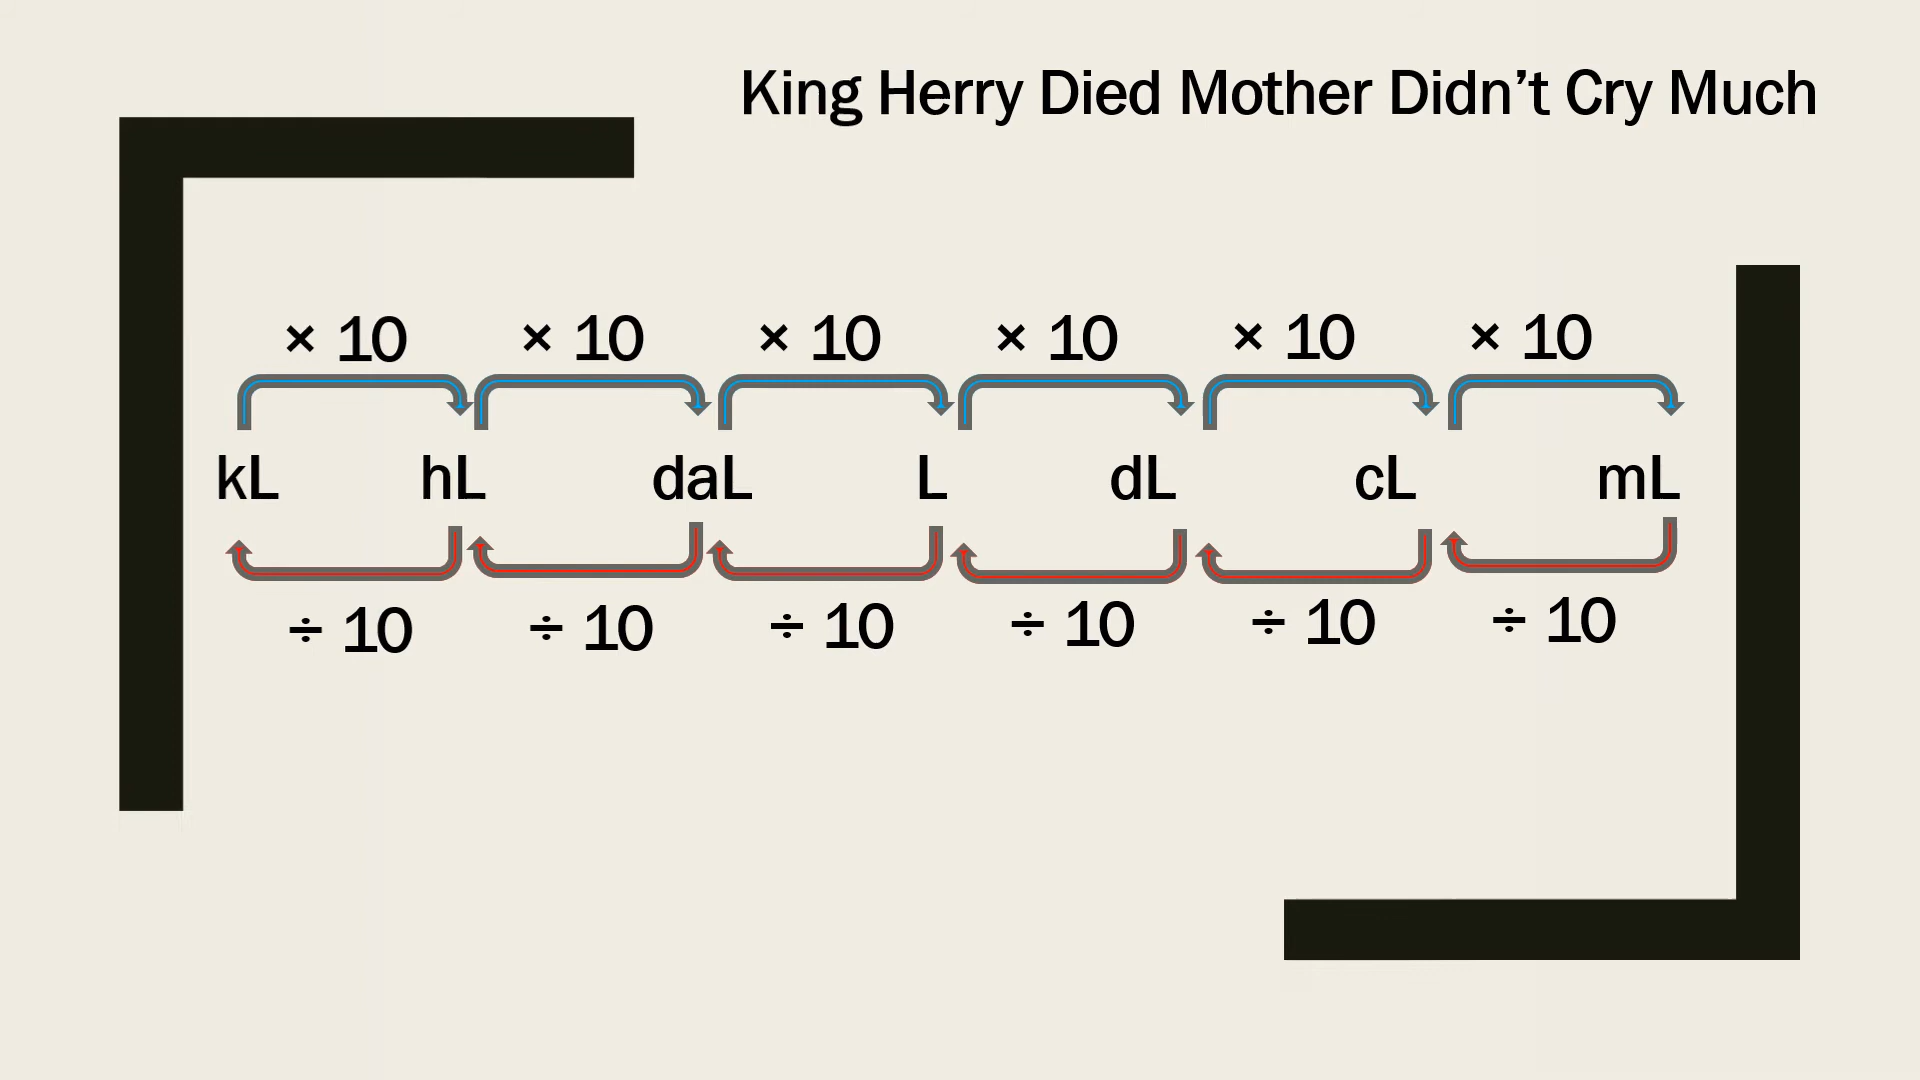 King Herry Died Mother Didn’t Cry Much
× 10 × 10 × 10 × 10 × 10 × 10
kL hL daL L dL cL mL
÷ 10 ÷ 10 ÷ 10 ÷ 10 ÷ 10 ÷ 10